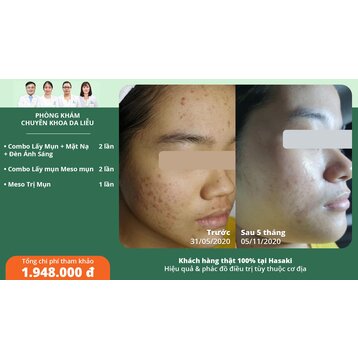 PHÒNG KHÁM
CHUYÊN KHOA DA LIỄU
• Combo Lấy Mụn + Mặt Nạ 2 lần
+ Đèn Ánh Sáng
• Combo Lấy mụn Meso mụn 2 lần
• Meso Trị Mụn 1 lần
Tổng chi phí tham khảo
1.948.000 đ
Trước
31/05/2020
Sau 5 tháng
05/11/2020
Khách hàng thật 100% tại Hasaki
Hiệu quả & phác đồ điều trị tùy thuộc cơ địa